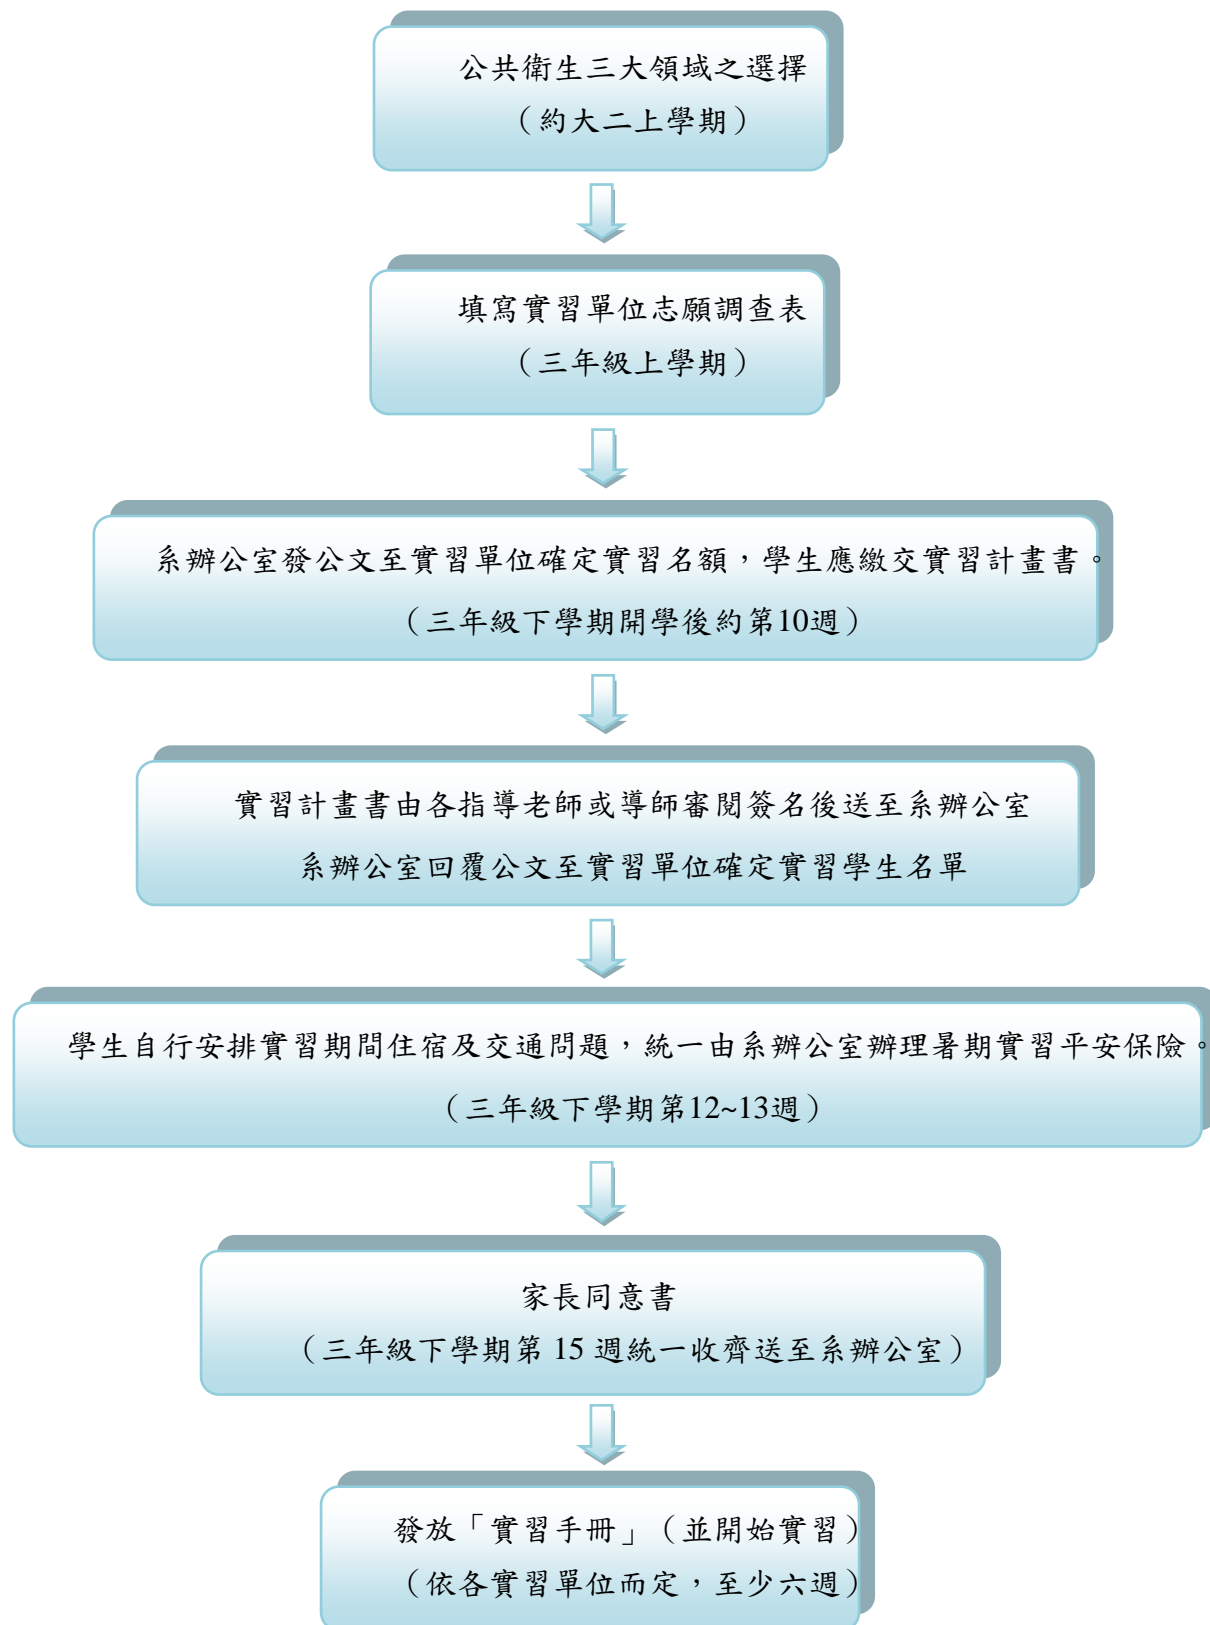 公共衛生三大領域之選擇
（約大二上學期）
填寫實習單位志願調查表
（三年級上學期）
系辦公室發公文至實習單位確定實習名額，學生應繳交實習計畫書。
（三年級下學期開學後約第10週）
實習計畫書由各指導老師或導師審閱簽名後送至系辦公室
系辦公室回覆公文至實習單位確定實習學生名單
學生自行安排實習期間住宿及交通問題，統一由系辦公室辦理暑期實習平安保險。
（三年級下學期第12~13週）
家長同意書
（三年級下學期第 15 週統一收齊送至系辦公室）
發放「實習手冊」（並開始實習）
（依各實習單位而定，至少六週）